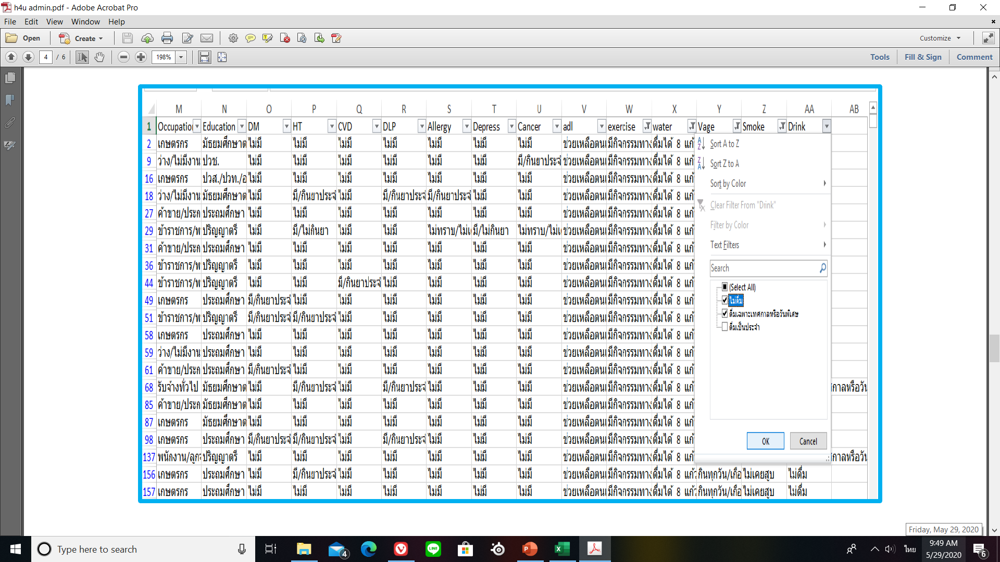 h4u admin.pdf - Adobe Acrobat Pro
File Edit View Window Help
Open Create Customize
4 / 6 198% Tools Fill & Sign Comment
M N O P Q R S T U V W X Y Z AA AB
1 Occupatio Education DM HT CVD DLP Allergy Depress Cancer adl exercise water Vage Smoke Drink
2 เกษตรกร มัธยมศึกษาต ไม่มี ไม่มี ไม่มี ไม่มี ไม่มี ไม่มี ไม่มี ช่วยเหลือตนเ มีกิจกรรมทาง ดื่มได้ 8 แก้
9 ว่าง/ไม่มีงาน ปวช. ไม่มี ไม่มี ไม่มี ไม่มี ไม่มี ไม่มี มี/กินยาประจำ ช่วยเหลือตนเ มีกิจกรรมทาง ดื่มได้ 8 แก้
16 เกษตรกร ปวส./ปวท./อ ไม่มี ไม่มี ไม่มี ไม่มี ไม่มี ไม่มี ไม่มี ช่วยเหลือตนเ มีกิจกรรมทาง ดื่มได้ 8 แก้
18 ว่าง/ไม่มีงาน มัธยมศึกษาต ไม่มี มี/กินยาประจำ ไม่มี มี/กินยาประจำ มี/กินยาประจำ ไม่มี ไม่มี ช่วยเหลือตนเ มีกิจกรรมทาง ดื่มได้ 8 แก้
27 ค้าขาย/ประก ประถมศึกษา ไม่มี ไม่มี ไม่มี ไม่มี ไม่มี ไม่มี ไม่มี ช่วยเหลือตนเ มีกิจกรรมทาง ดื่มได้ 8 แก้
29 ข้าราชการ/พ ปริญญาตรี ไม่มี มี/ไม่กินยา ไม่มี ไม่มี ไม่ทราบ/ไม่เ มี/ไม่กินยา ไม่ทราบ/ไม่เ ช่วยเหลือตนเ มีกิจกรรมทาง ดื่มได้ 8 แก้
31 ค้าขาย/ประก ประถมศึกษา ไม่มี ไม่มี ไม่มี ไม่มี ไม่มี ไม่มี ไม่มี ช่วยเหลือตนเ มีกิจกรรมทาง ดื่มได้ 8 แก้
36 ข้าราชการ/พ ปริญญาตรี ไม่มี ไม่มี ไม่มี ไม่มี ไม่มี ไม่มี ไม่มี ช่วยเหลือตนเ มีกิจกรรมทาง ดื่มได้ 8 แก้
44 ข้าราชการ/พ ปริญญาตรี ไม่มี ไม่มี มี/กินยาประจำ ไม่มี ไม่มี ไม่มี ไม่มี ช่วยเหลือตนเ มีกิจกรรมทาง ดื่มได้ 8 แก้
49 เกษตรกร ประถมศึกษา มี/กินยาประจำ ไม่มี ไม่มี ไม่มี ไม่มี ไม่มี ไม่มี ช่วยเหลือตนเ มีกิจกรรมทาง ดื่มได้ 8 แก้
51 ข้าราชการ/พ ปริญญาตรี มี/กินยาประจำ มี/กินยาประจำ ไม่มี ไม่มี ไม่มี ไม่มี ไม่มี ช่วยเหลือตนเ มีกิจกรรมทาง ดื่มได้ 8 แก้
58 เกษตรกร ประถมศึกษา ไม่มี ไม่มี ไม่มี ไม่มี ไม่มี ไม่มี ไม่มี ช่วยเหลือตนเ มีกิจกรรมทาง ดื่มได้ 8 แก้
59 ว่าง/ไม่มีงาน ประถมศึกษา ไม่มี ไม่มี ไม่มี ไม่มี ไม่มี ไม่มี ไม่มี ช่วยเหลือตนเ มีกิจกรรมทาง ดื่มได้ 8 แก้
61 ค้าขาย/ประก ประถมศึกษา มี/กินยาประจำ ไม่มี ไม่มี ไม่มี ไม่มี ไม่มี ไม่มี ช่วยเหลือตนเ มีกิจกรรมทาง ดื่มได้ 8 แก้
68 รับจ้างทั่วไป มัธยมศึกษาต ไม่มี มี/กินยาประจำ ไม่มี มี/กินยาประจำ ไม่มี ไม่มี ไม่มี ช่วยเหลือตนเ มีกิจกรรมทาง ดื่มได้ 8 แก้ กาลหรือวัน
85 ค้าขาย/ประก มัธยมศึกษาต ไม่มี ไม่มี ไม่มี ไม่มี ไม่มี ไม่มี ไม่มี ช่วยเหลือตนเ มีกิจกรรมทาง ดื่มได้ 8 แก้
87 เกษตรกร มัธยมศึกษาต ไม่มี ไม่มี ไม่มี ไม่มี ไม่มี ไม่มี ไม่มี ช่วยเหลือตนเ มีกิจกรรมทาง ดื่มได้ 8 แก้
98 เกษตรกร ประถมศึกษา มี/กินยาประจำ มี/กินยาประจำ ไม่มี มี/กินยาประจำ ไม่มี ไม่มี ไม่มี ช่วยเหลือตนเ มีกิจกรรมทาง ดื่มได้ 8 แก้
137 พนักงาน/ลูกจ ปริญญาตรี ไม่มี ไม่มี ไม่มี ไม่มี ไม่มี ไม่มี ไม่มี ช่วยเหลือตนเ มีกิจกรรมทาง ดื่มได้ 8 แก้ กาลหรือวัน
156 เกษตรกร ประถมศึกษา ไม่มี มี/กินยาประจำ ไม่มี ไม่มี ไม่มี ไม่มี ไม่มี ช่วยเหลือตนเ มีกิจกรรมทาง ดื่มได้ 8 แก้ว กินทุกวัน/เกือ ไม่เคยสูบ ไม่ดื่ม
157 เกษตรกร ประถมศึกษา ไม่มี ไม่มี ไม่มี ไม่มี ไม่มี ไม่มี ไม่มี ช่วยเหลือตนเ มีกิจกรรมทาง ดื่มได้ 8 แก้ว กินทุกวัน/เกือ ไม่เคยสูบ ไม่ดื่ม
Sort A to Z
Sort Z to A
Sort by Color
Clear Filter From "Drink"
Filter by Color
Text Filters
Search
(Select All)
ไม่ดื่ม
ดื่มเฉพาะเทศกาลหรือวันพิเศษ
ดื่มเป็นประจำ
OK Cancel
Friday, May 29, 2020
Type here to search 4 LINE ไทย 9:49 AM 6
5/29/2020